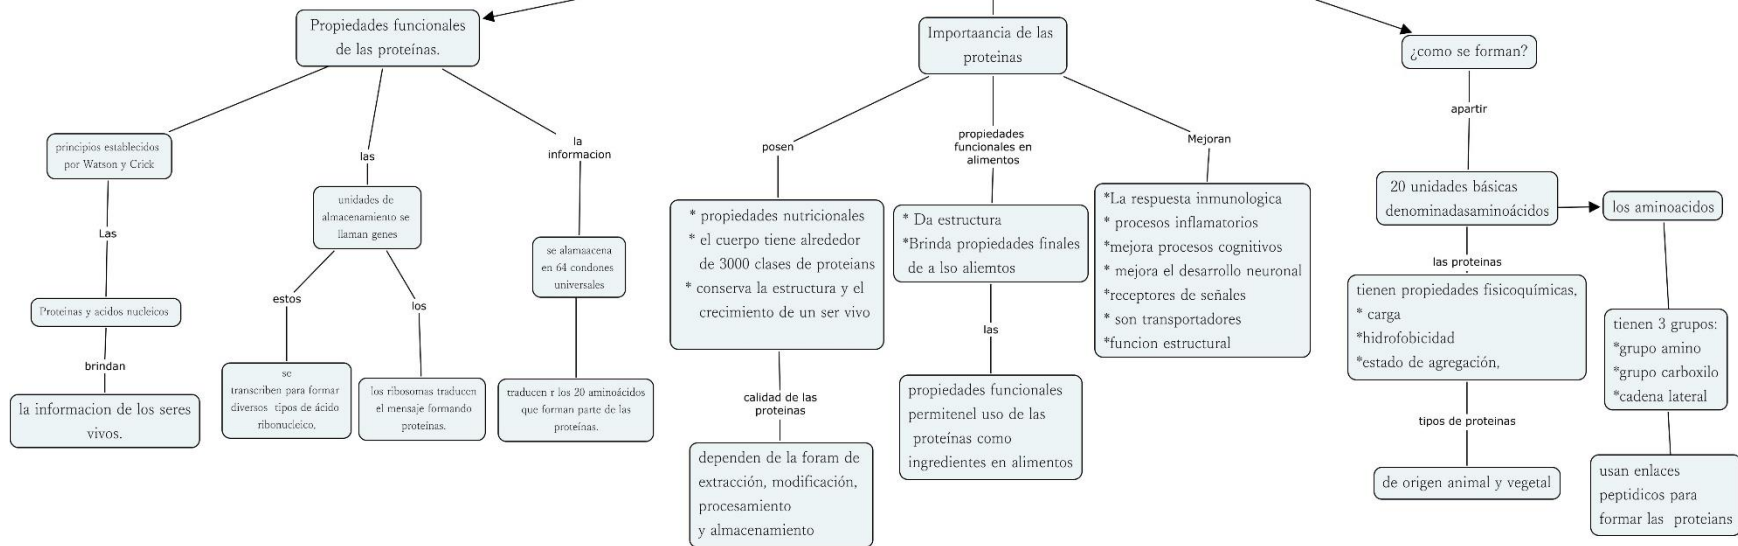 Propiedades funcionales
de las proteínas.
principios establecidos
por Watson y Crick
Las
Proteínas y acidos nucleicos
brindan
la informacion de los seres
vivos.
las
unidades de
almacenamiento se
llaman genes
estos
se
transcriben para formar
diversos tipos de ácido
ribonucleico,
los
los ribosomas traducen
el mensaje formando
proteínas.
la
informacion
se alamaacena
en 64 condones
universales
traducen r los 20 aminoácidos
que forman parte de las
proteínas.
Importaancia de las
proteinas
posen
* propiedades nutricionales
* el cuerpo tiene alrededor
de 3000 clases de proteians
* conserva la estructura y el
crecimiento de un ser vivo
calidad de las
proteinas
dependen de la foram de
extracción, modificación,
procesamiento
y almacenamiento
propiedades
funcionales en
alimentos
* Da estructura
*Brinda propiedades finales
de a lso aliemtos
las
propiedades funcionales
permitenel uso de las
proteínas como
ingredientes en alimentos
Mejoran
*La respuesta inmunologica
* procesos inflamatorios
*mejora procesos cognitivos
* mejora el desarrollo neuronal
*receptores de señales
* son transportadores
*funcion estructural
¿como se forman?
apartir
20 unidades básicas
denominadasaminoácidos
las proteinas
tienen propiedades fisicoquímicas,
* carga
*hidrofobicidad
*estado de agregación,
tipos de proteinas
de origen animal y vegetal
los aminoacidos
tienen 3 grupos:
*grupo amino
*grupo carboxilo
*cadena lateral
usan enlaces
peptidicos para
formar las proteians